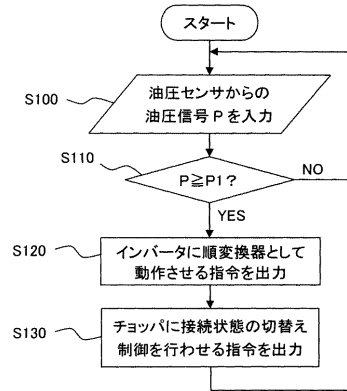 スタート
S100
油圧センサからの
油圧信号Pを入力
S110
P≧P1?
NO
YES
S120
インバータに順変換器として
動作させる指令を出力
S130
チョッパに接続状態の切替え
制御を行わせる指令を出力